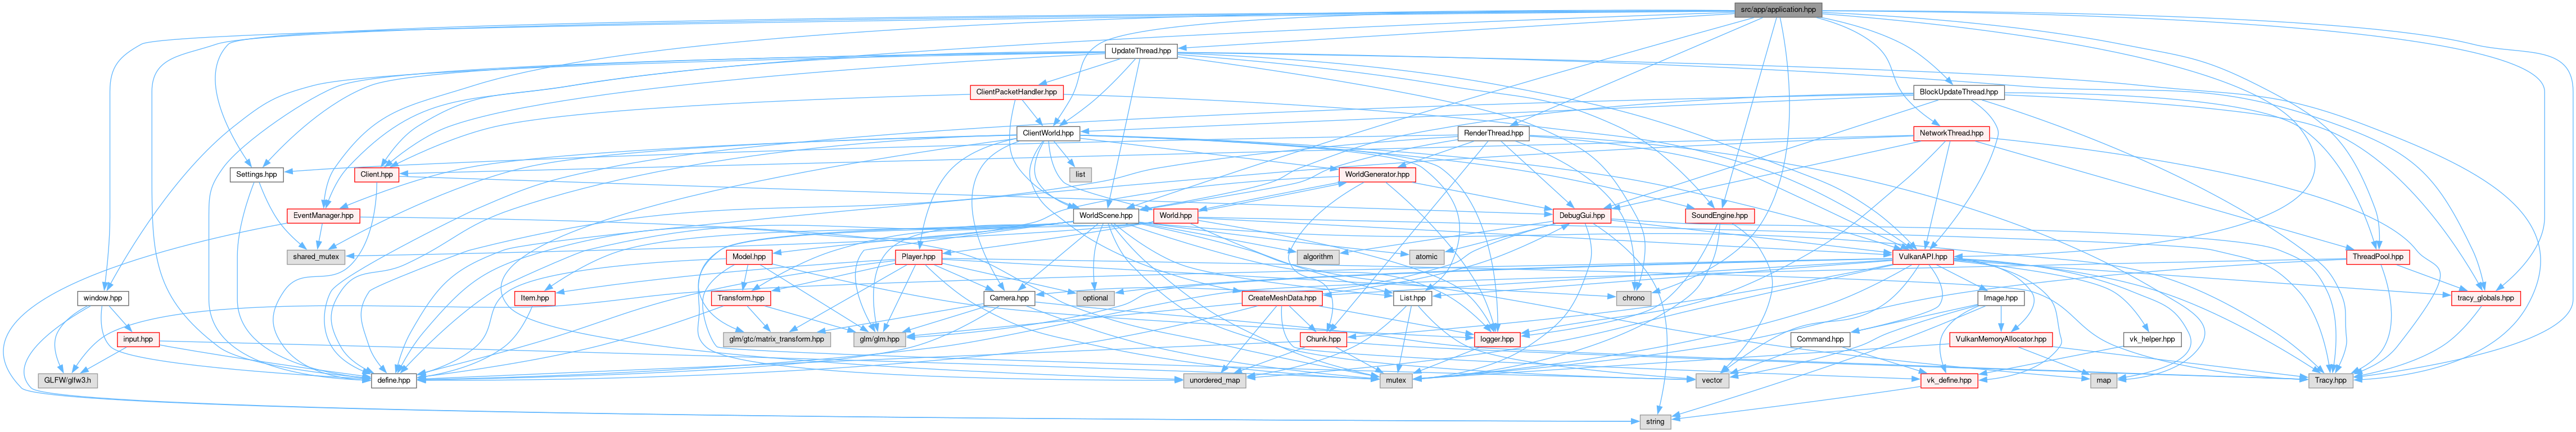 src/app/application.hpp
UpdateThread.hpp
ClientPacketHandler.hpp
BlockUpdateThread.hpp
ClientWorld.hpp
RenderThread.hpp
NetworkThread.hpp
Settings.hpp
Client.hpp
list
WorldGenerator.hpp
EventManager.hpp
WorldScene.hpp
World.hpp
DebugGui.hpp
SoundEngine.hpp
shared_mutex
Model.hpp
Player.hpp
algorithm
atomic
VulkanAPI.hpp
ThreadPool.hpp
window.hpp
Item.hpp
Transform.hpp
optional
Camera.hpp
CreateMeshData.hpp
List.hpp
chrono
Image.hpp
tracy_globals.hpp
input.hpp
glm/gtc/matrix_transform.hpp
glm/glm.hpp
Chunk.hpp
logger.hpp
Command.hpp
VulkanMemoryAllocator.hpp
vk_helper.hpp
GLFW/glfw3.h
define.hpp
unordered_map
mutex
vector
vk_define.hpp
map
Tracy.hpp
string